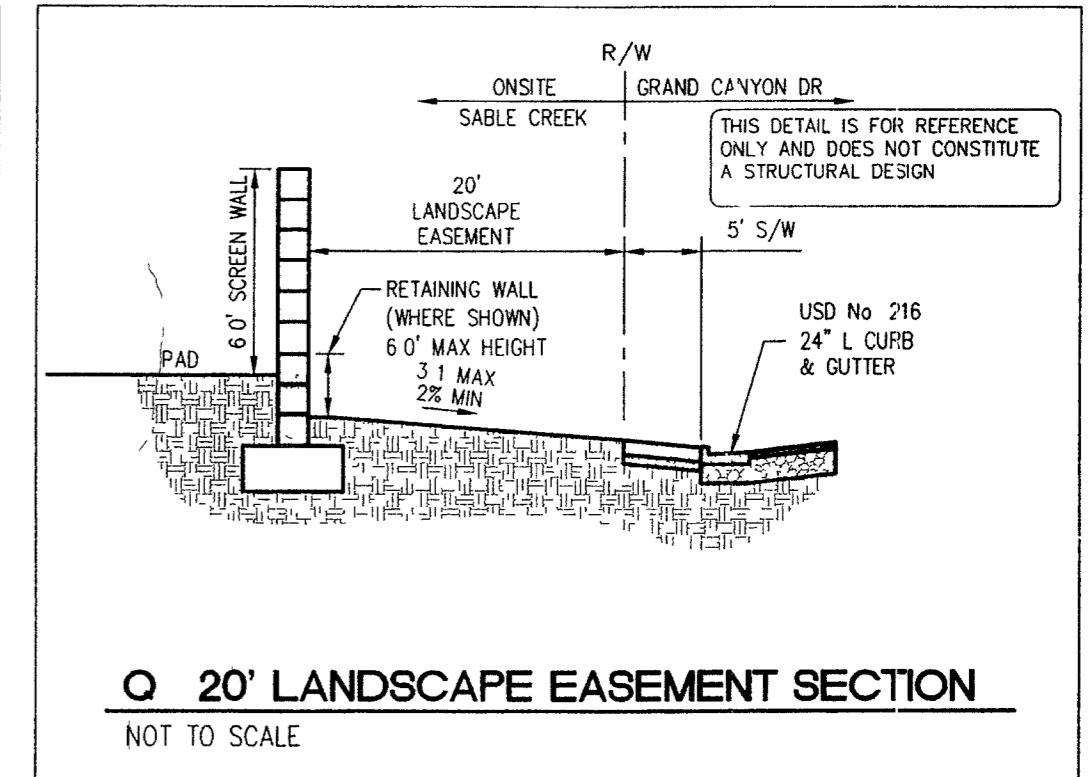 R/W
ONSITE
GRAND CANYON DR
SABLE CREEK
THIS DETAIL IS FOR REFERENCE
ONLY AND DOES NOT CONSTITUTE
A STRUCTURAL DESIGN
20'
LANDSCAPE
EASEMENT
5' S/W
6 0' SCREEN WALL
RETAINING WALL
(WHERE SHOWN)
6 0' MAX HEIGHT
3 1 MAX
2% MIN
USD No 216
24" L CURB
& GUTTER
PAD
Q 20' LANDSCAPE EASEMENT SECTION
NOT TO SCALE